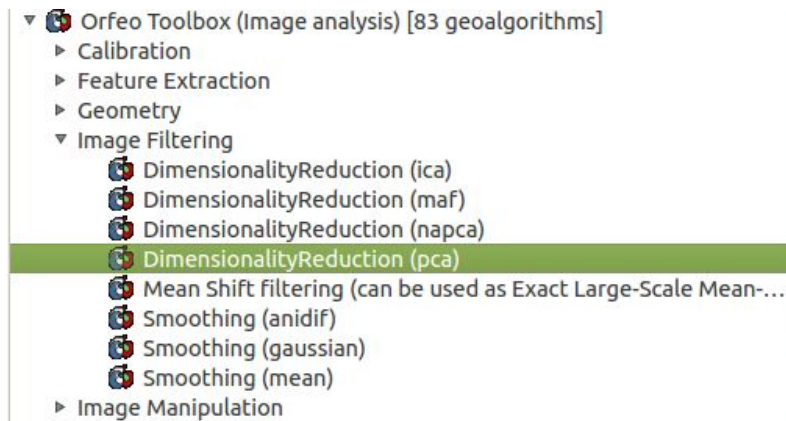 Orfeo Toolbox (Image analysis) [83 geoalgorithms]
Calibration
Feature Extraction
Geometry
Image Filtering
DimensionalityReduction (ica)
DimensionalityReduction (maf)
DimensionalityReduction (napca)
DimensionalityReduction (pca)
Mean Shift filtering (can be used as Exact Large-Scale Mean-...
Smoothing (anidif)
Smoothing (gaussian)
Smoothing (mean)
Image Manipulation